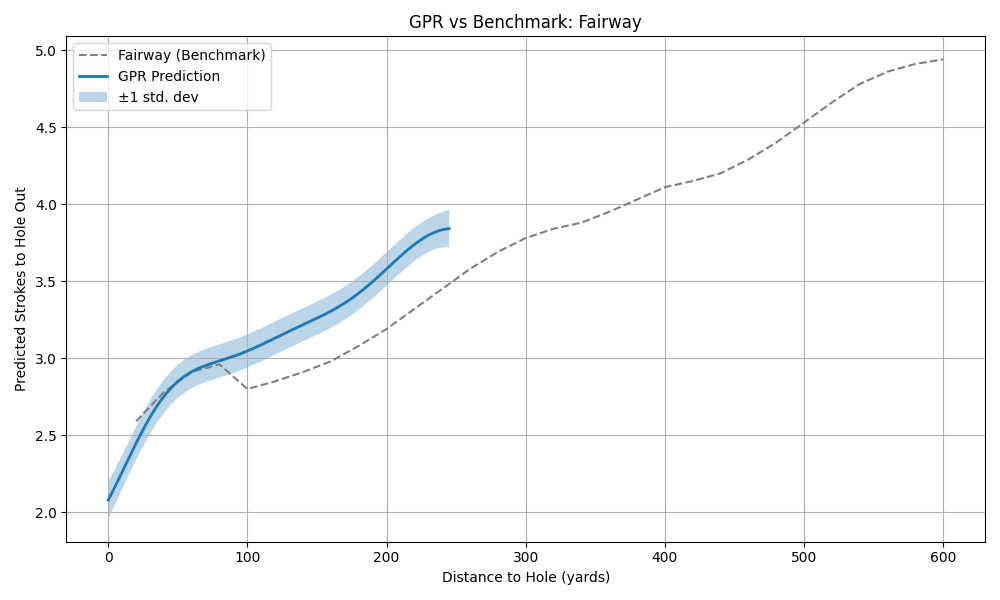 GPR vs Benchmark: Fairway
Fairway (Benchmark)
GPR Prediction
±1 std. dev
Predicted Strokes to Hole Out
5.0
4.5
4.0
3.5
3.0
2.5
2.0
0 100 200 300 400 500 600
Distance to Hole (yards)